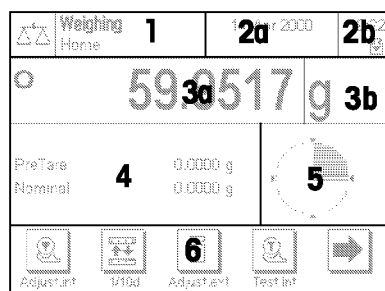 Weighing 1 2a 2000 2b
Home
3a g 3b
PreTare 0.0000 g
4 5
Nominal 0.0000 g
6
Adjust.int 1/10d Adjust.ext Test int